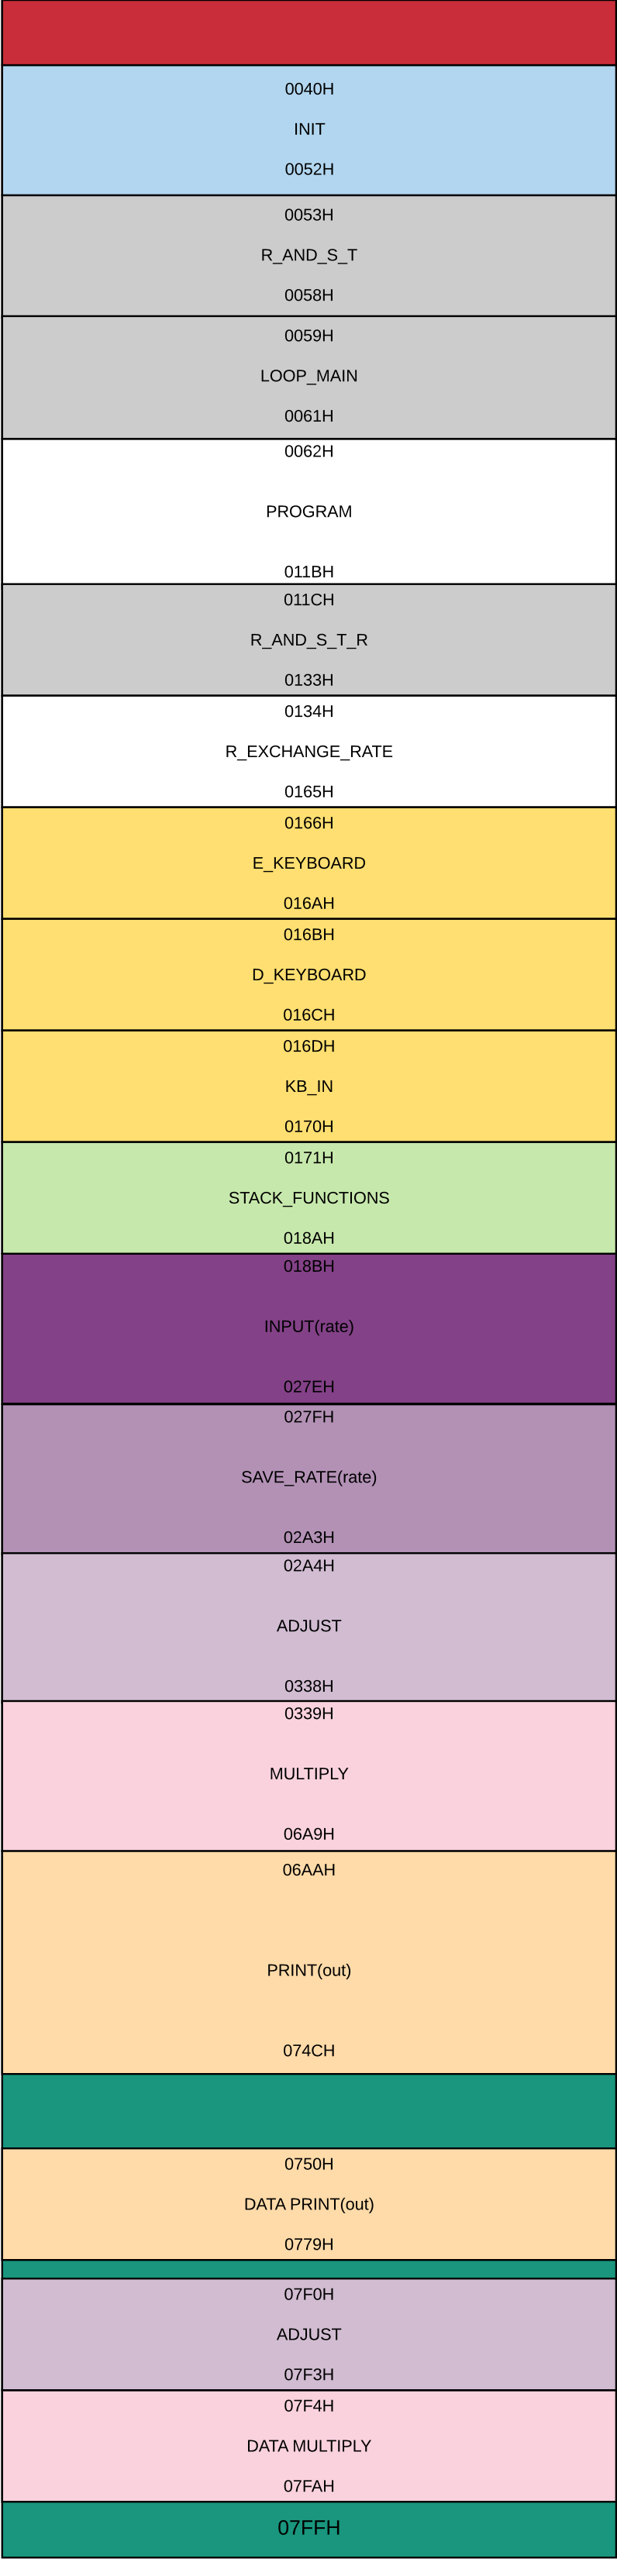 0040H
INIT
0052H
0053H
R_AND_S_T
0058H
0059H
LOOP_MAIN
0061H
0062H
PROGRAM
011BH
011CH
R_AND_S_T_R
0133H
0134H
R_EXCHANGE_RATE
0165H
0166H
E_KEYBOARD
016AH
016BH
D_KEYBOARD
016CH
016DH
KB_IN
0170H
0171H
STACK_FUNCTIONS
018AH
018BH
INPUT(rate)
027EH
027FH
SAVE_RATE(rate)
02A3H
02A4H
ADJUST
0338H
0339H
MULTIPLY
06A9H
06AAH
PRINT(out)
074CH
0750H
DATA PRINT(out)
0779H
07F0H
ADJUST
07F3H
07F4H
DATA MULTIPLY
07FAH
07FFH